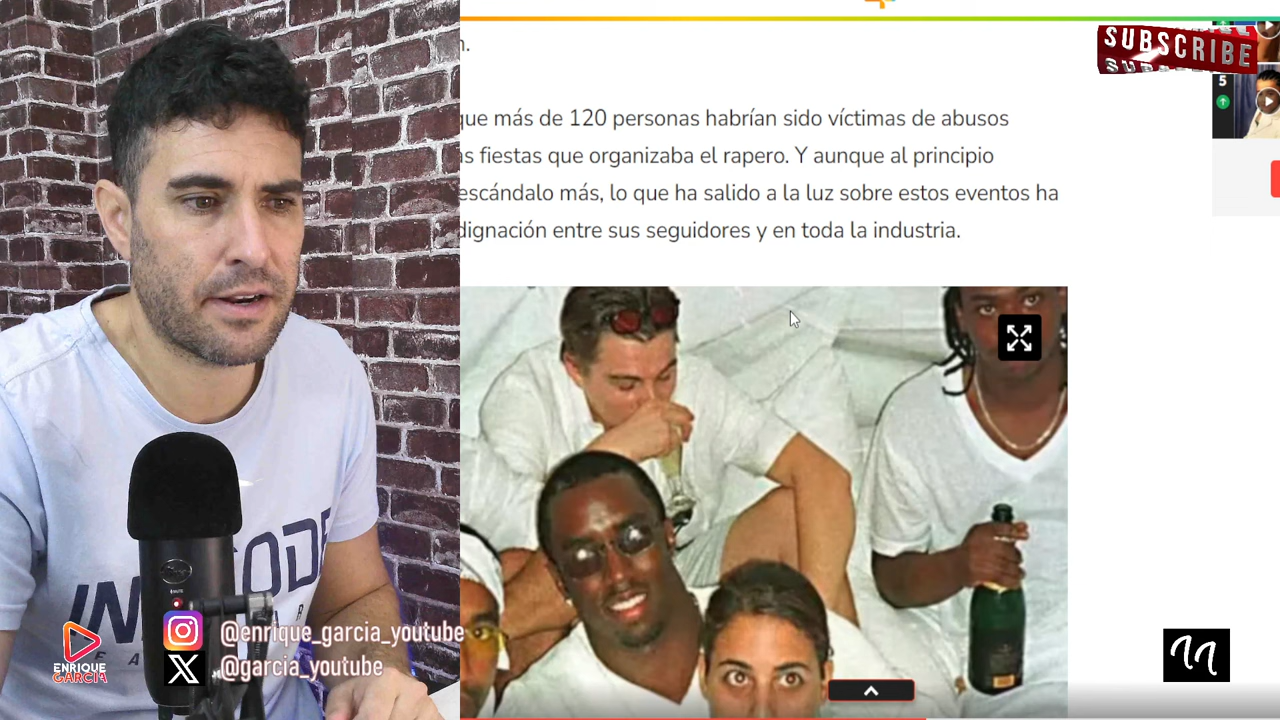 n.
SUBSCRIBE
5
que más de 120 personas habrían sido víctimas de abusos
as fiestas que organizaba el rapero. Y aunque al principio
escándalo más, lo que ha salido a la luz sobre estos eventos ha
dignación entre sus seguidores y en toda la industria.
@enrique_garcia_youtube
@garcia_youtube
ENRIQUE
GARCIA